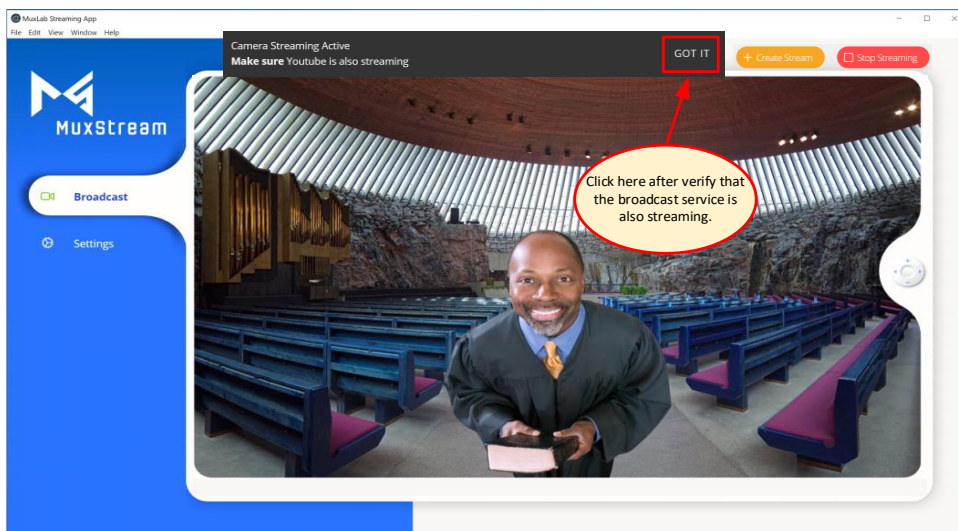 MuxLab Streaming App
File Edit View Window Help
Camera Streaming Active
Make sure Youtube is also streaming
GOT IT
+ Create Stream
Stop Streaming
MuxStream
Click here after verify that
the broadcast service is
also streaming.
Broadcast
Settings